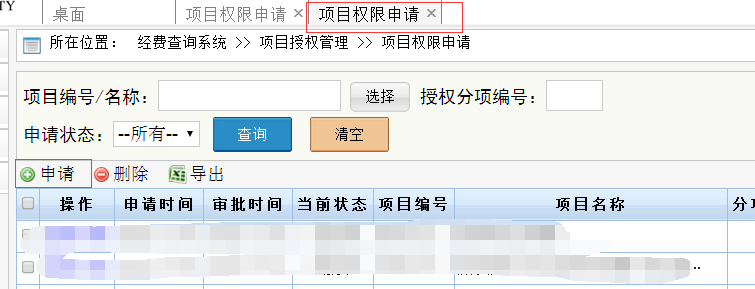 TY
桌面 项目权限申请 × 项目权限申请 ×
所在位置： 经费查询系统 >> 项目授权管理 >> 项目权限申请
项目编号/名称： 选择 授权分项编号：
申请状态： --所有-- 查询 清空
申请 删除 导出
操作 申请时间 审批时间 当前状态 项目编号 项目名称 分项
..